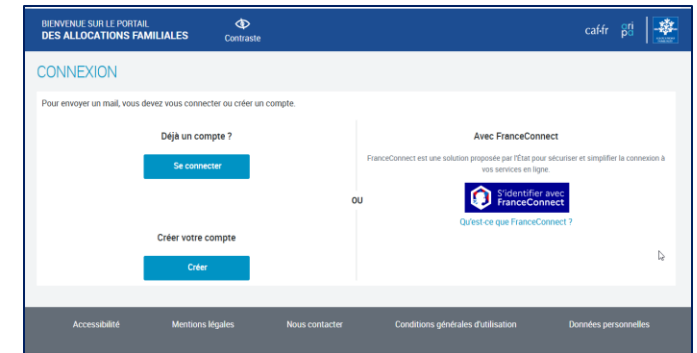 BIENVENUE SUR LE PORTAIL
DES ALLOCATIONS FAMILIALES
Contraste
caf·fr
aripa
CONNEXION
Pour envoyer un mail, vous devez vous connecter ou créer un compte.
Déjà un compte ?
Se connecter
Créer votre compte
Créer
OU
Avec FranceConnect
FranceConnect est une solution proposée par l'État pour sécuriser et simplifier la connexion à
vos services en ligne.
S'identifier avec
FranceConnect
Qu'est-ce que FranceConnect ?
Accessibilité
Mentions légales
Nous contacter
Conditions générales d'utilisation
Données personnelles